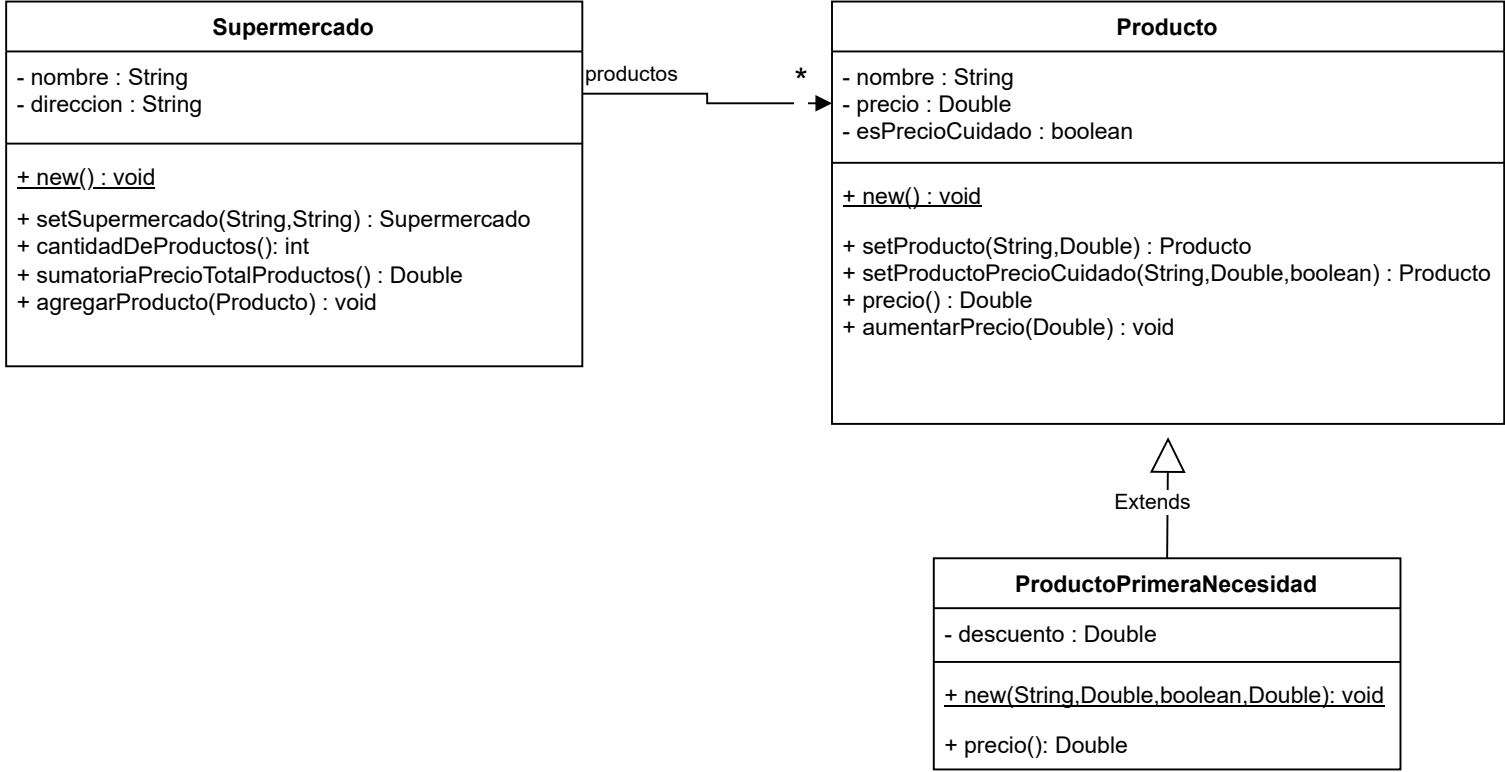 Supermercado
- nombre : String
- direccion : String
+ new() : void
+ setSupermercado(String,String) : Supermercado
+ cantidadDeProductos(): int
+ sumatoriaPrecioTotalProductos() : Double
+ agregarProducto(Producto) : void
productos
*
Producto
- nombre : String
- precio : Double
- esPrecioCuidado : boolean
+ new() : void
+ setProducto(String,Double) : Producto
+ setProductoPrecioCuidado(String,Double,boolean) : Producto
+ precio() : Double
+ aumentarPrecio(Double) : void
Extends
ProductoPrimeraNecesidad
- descuento : Double
+ new(String,Double,boolean,Double): void
+ precio(): Double